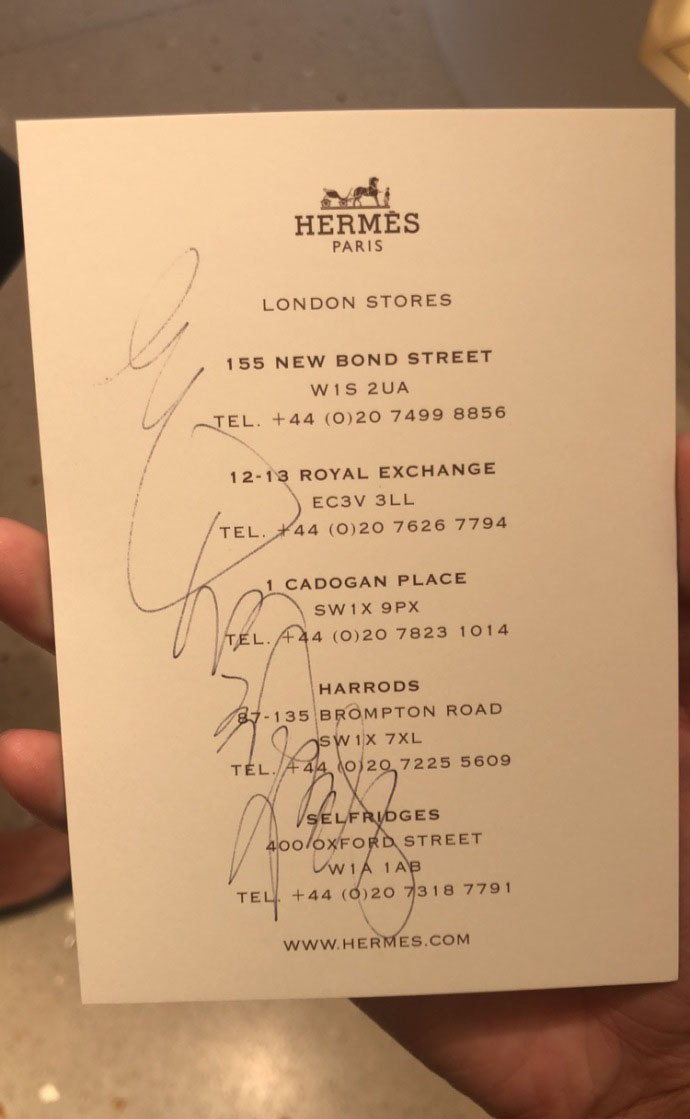 HERMÈS
PARIS
LONDON STORES
155 NEW BOND STREET
W1S 2UA
TEL. +44 (0)20 7499 8856
12-13 ROYAL EXCHANGE
EC3V 3LL
TEL. +44 (0)20 7626 7794
1 CADOGAN PLACE
SW1X 9PX
TEL. +44 (0)20 7823 1014
HARRODS
87-135 BROMPTON ROAD
SW1X 7XL
TEL. +44 (0)20 7225 5609
SELFRIDGES
400 OXFORD STREET
W1A 1AB
TEL. +44 (0)20 7318 7791
WWW.HERMES.COM